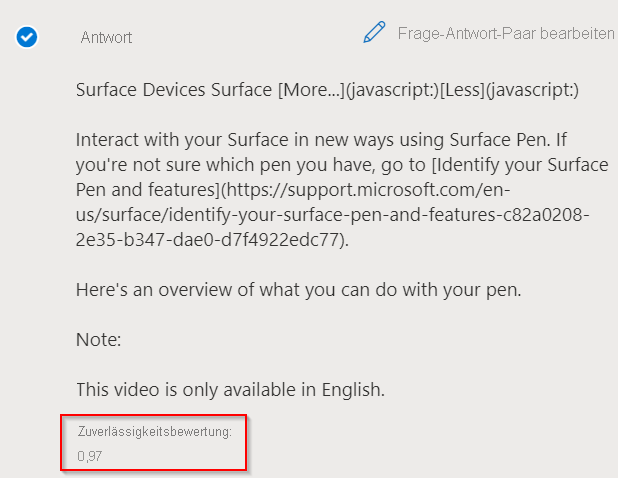 Antwort
Frage-Antwort-Paar bearbeiten
Surface Devices Surface [More...](javascript:)[Less](javascript:)
Interact with your Surface in new ways using Surface Pen. If
you're not sure which pen you have, go to [Identify your Surface
Pen and features](https://support.microsoft.com/en-
us/surface/identify-your-surface-pen-and-features-c82a0208-
2e35-b347-dae0-d7f4922edc77).
Here's an overview of what you can do with your pen.
Note:
This video is only available in English.
Zuverlässigkeitsbewertung:
0,97